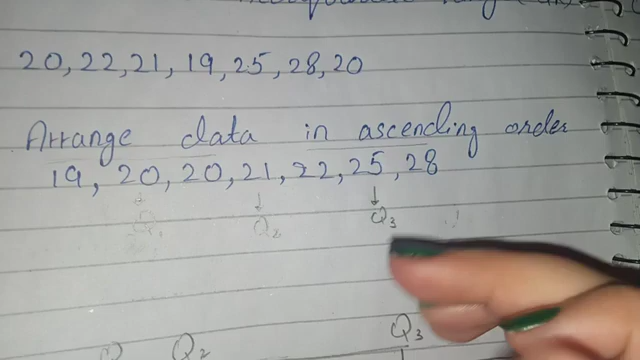 20, 22, 21, 19, 25, 28, 20
Arrange data in ascending order
19, 20, 20, 21, 22, 25, 28
↓ ↓ ↓
Q1 Q2 Q3
Q2 Q3